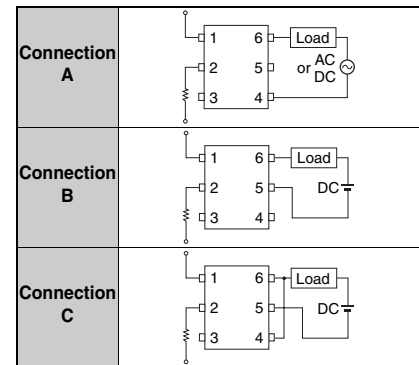 Connection
A
1 6 Load
2 5 or AC
DC
3 4
Connection
B
1 6 Load
2 5 DC
3 4
Connection
C
1 6 Load
2 5 DC
3 4